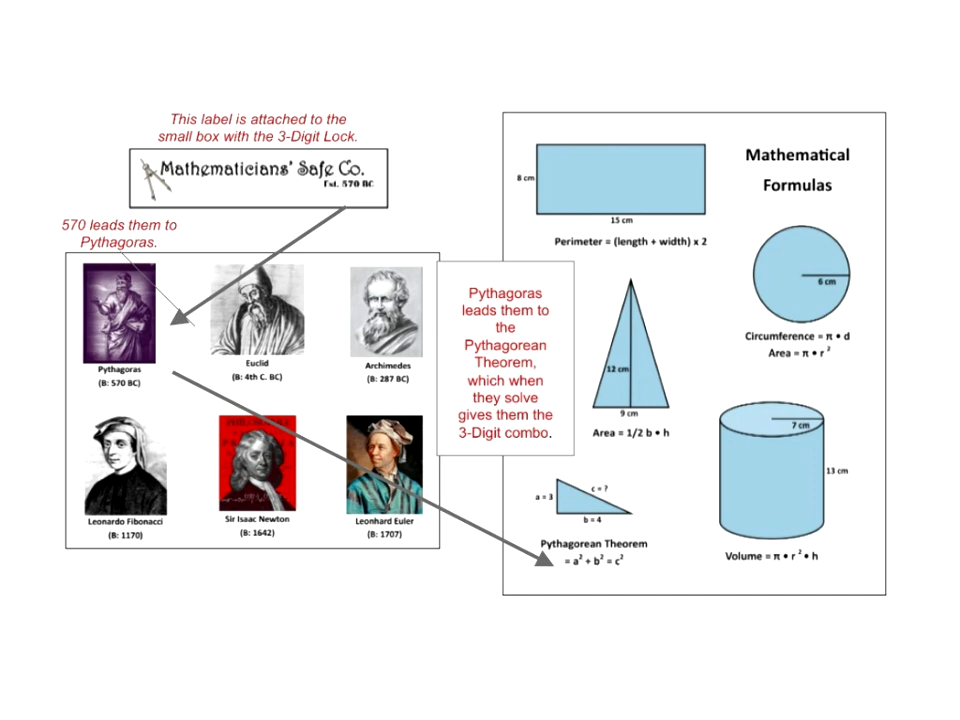 This label is attached to the
small box with the 3-Digit Lock.
Mathematicians' Safe Co.
Est. 570 BC
570 leads them to
Pythagoras.
Pythagoras
(B: 570 BC)
Euclid
(B: 4th C. BC)
Archimedes
(B: 287 BC)
Leonardo Fibonacci
(B: 1170)
Sir Isaac Newton
(B: 1642)
Leonhard Euler
(B: 1707)
Pythagoras
leads them to
the
Pythagorean
Theorem,
which when
they solve
gives them the
3-Digit combo.
Mathematical
Formulas
8 cm
15 cm
Perimeter = (length + width) x 2
6 cm
Circumference = π • d
Area = π • r²
12 cm
9 cm
Area = 1/2 b • h
7 cm
13 cm
Volume = π • r² • h
a = 3
c = ?
b = 4
Pythagorean Theorem
= a² + b² = c²